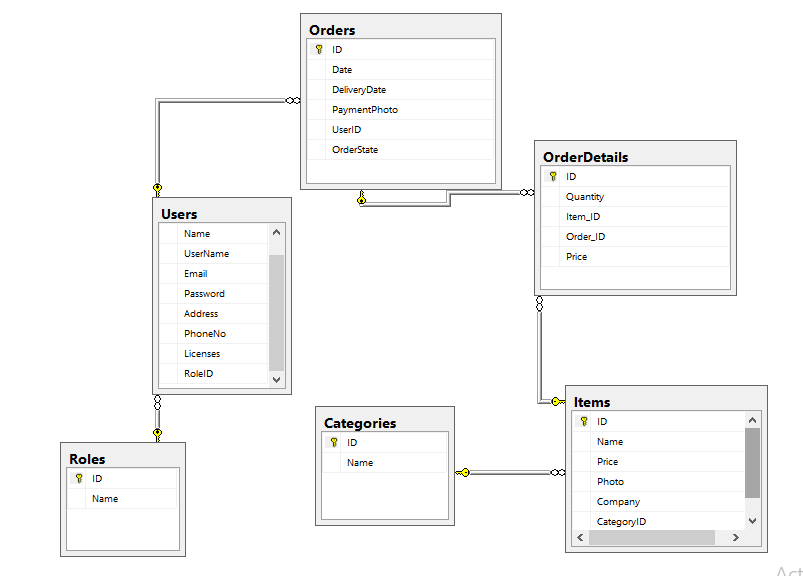 Orders
ID
Date
DeliveryDate
PaymentPhoto
UserID
OrderState
OrderDetails
ID
Quantity
Item_ID
Order_ID
Price
Users
Name
UserName
Email
Password
Address
PhoneNo
Licenses
RoleID
Items
ID
Name
Price
Photo
Company
CategoryID
Categories
ID
Name
Roles
ID
Name
Act